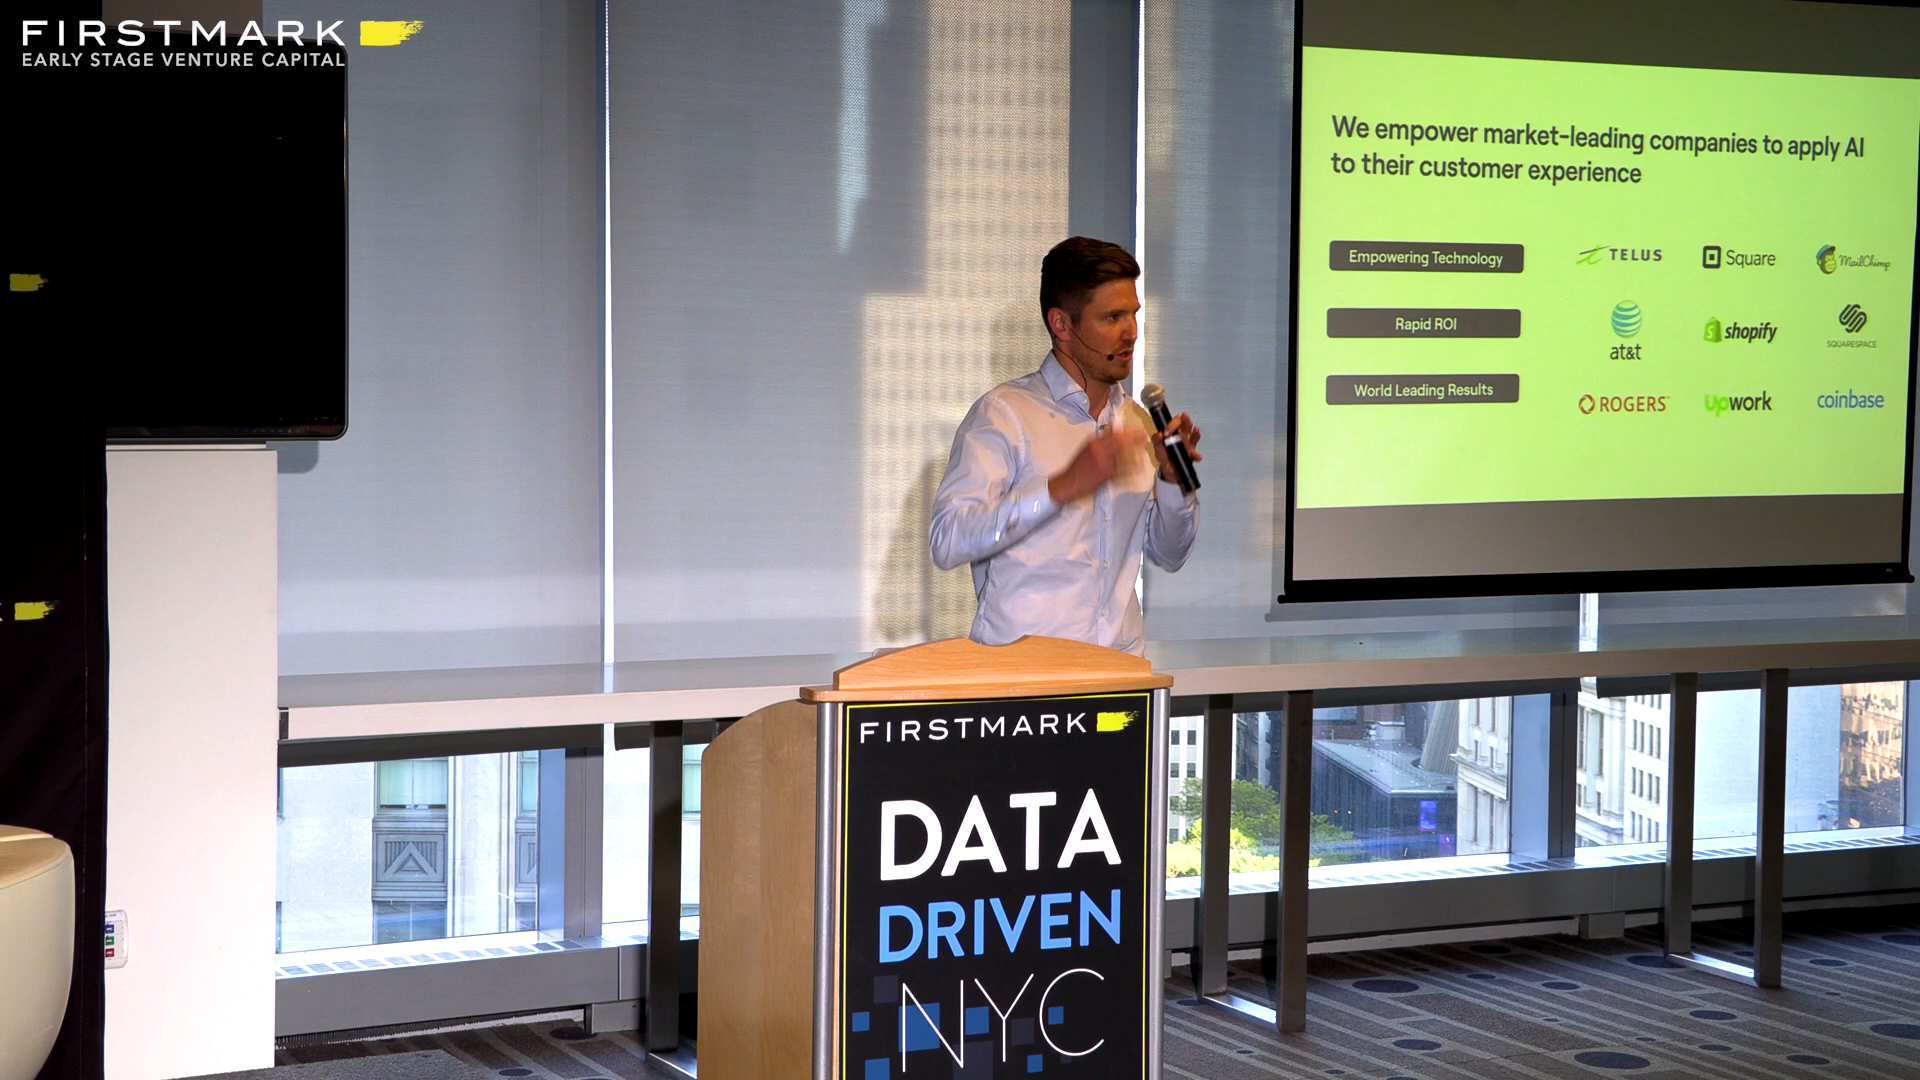 FIRSTMARK
EARLY STAGE VENTURE CAPITAL
We empower market-leading companies to apply AI
to their customer experience
Empowering Technology
TELUS
Square
MailChimp
Rapid ROI
at&t
shopify
SQUARESPACE
World Leading Results
ROGERS
upwork
coinbase
FIRSTMARK
DATA
DRIVEN
NYC